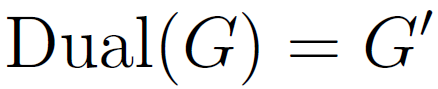 Dual(G) = G′